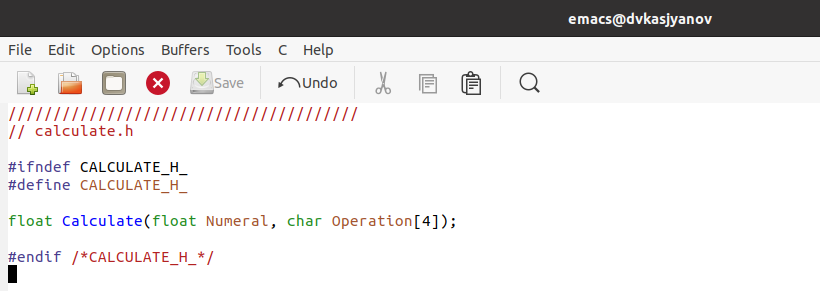 emacs@dvkasjyanov
File Edit Options Buffers Tools C Help
Save Undo
///////////////////////////////////////
// calculate.h
#ifndef CALCULATE_H_
#define CALCULATE_H_
float Calculate(float Numeral, char Operation[4]);
#endif /*CALCULATE_H_*/